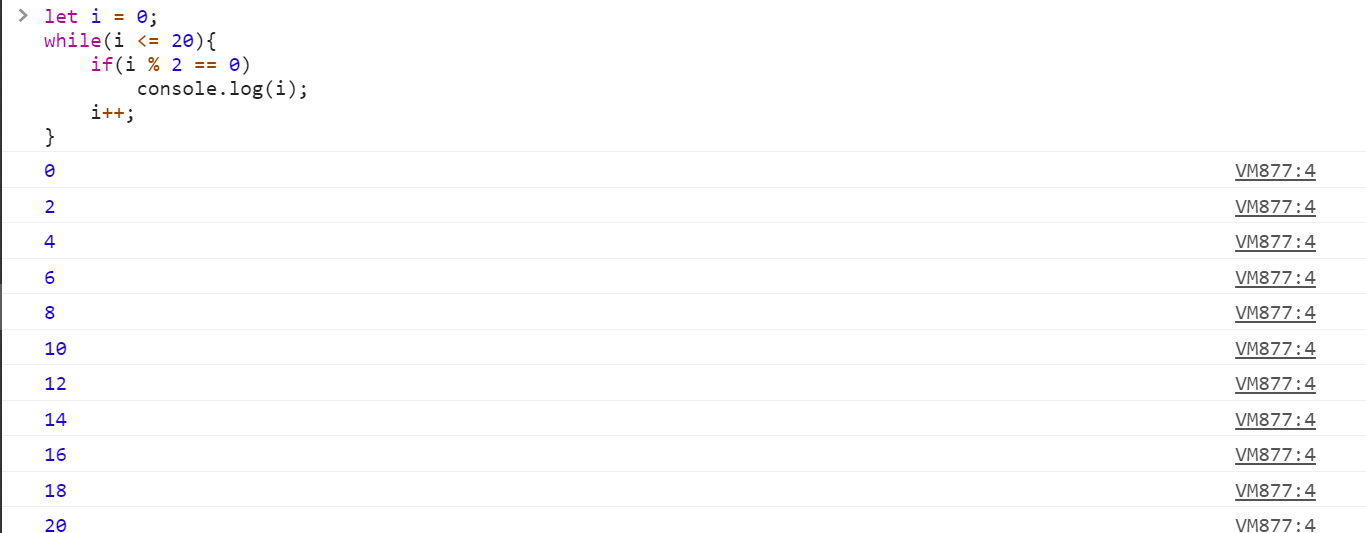 > let i = 0;
while(i <= 20){
    if(i % 2 == 0)
        console.log(i);
    i++;
}
0 VM877:4
2 VM877:4
4 VM877:4
6 VM877:4
8 VM877:4
10 VM877:4
12 VM877:4
14 VM877:4
16 VM877:4
18 VM877:4
20 VM877:4